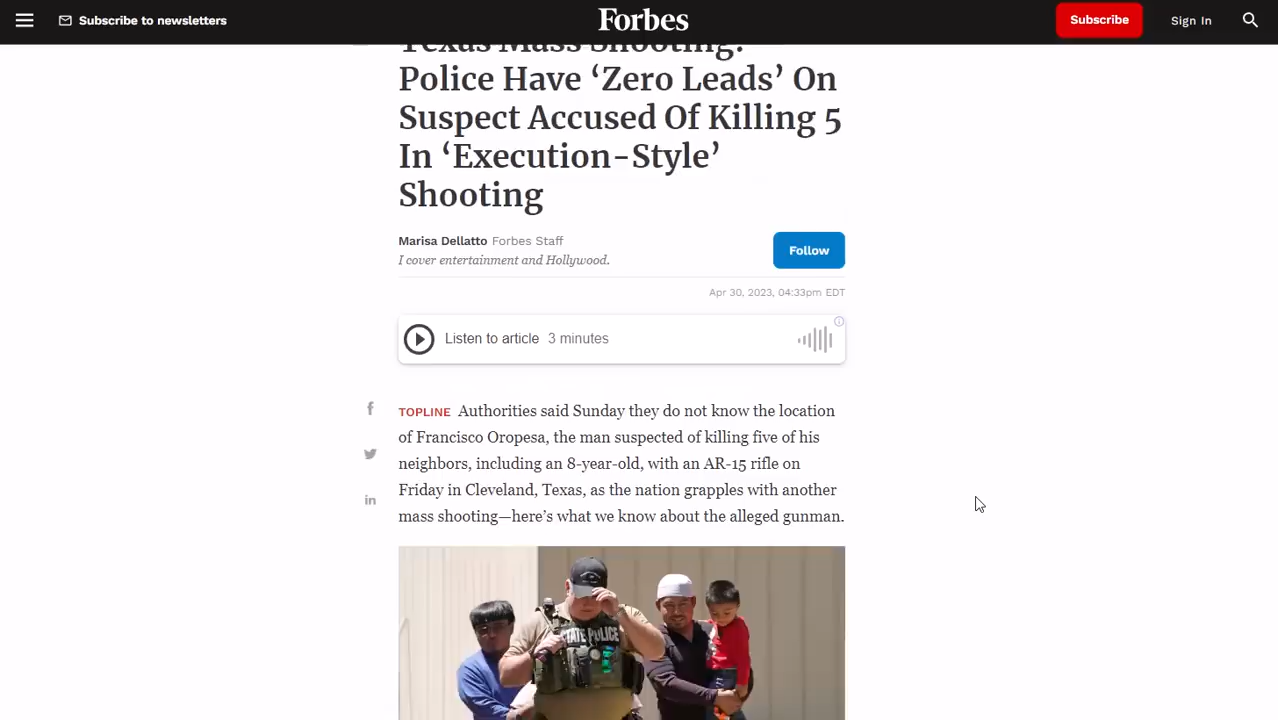 Subscribe to newsletters
Forbes
Subscribe
Sign In
Texas Mass Shooting:
Police Have ‘Zero Leads’ On
Suspect Accused Of Killing 5
In ‘Execution-Style’
Shooting
Marisa Dellatto Forbes Staff
I cover entertainment and Hollywood.
Follow
Apr 30, 2023, 04:33pm EDT
Listen to article 3 minutes
TOPLINE Authorities said Sunday they do not know the location
of Francisco Oropesa, the man suspected of killing five of his
neighbors, including an 8-year-old, with an AR-15 rifle on
Friday in Cleveland, Texas, as the nation grapples with another
mass shooting—here’s what we know about the alleged gunman.
STATE POLICE